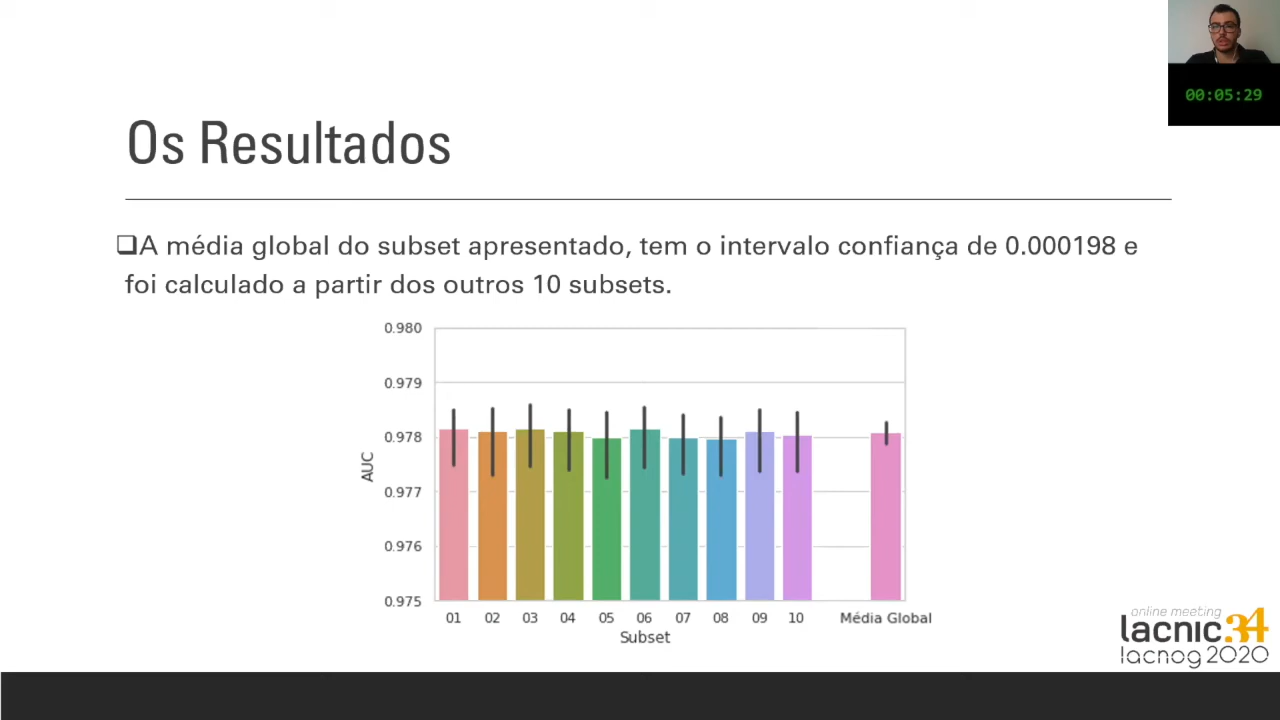 00:05:29
Os Resultados
❑A média global do subset apresentado, tem o intervalo confiança de 0.000198 e
foi calculado a partir dos outros 10 subsets.
0.980
0.979
0.978
0.977
0.976
0.975
AUC
01 02 03 04 05 06 07 08 09 10 Média Global
Subset
online meeting
lacnic.34
lacnog 2020